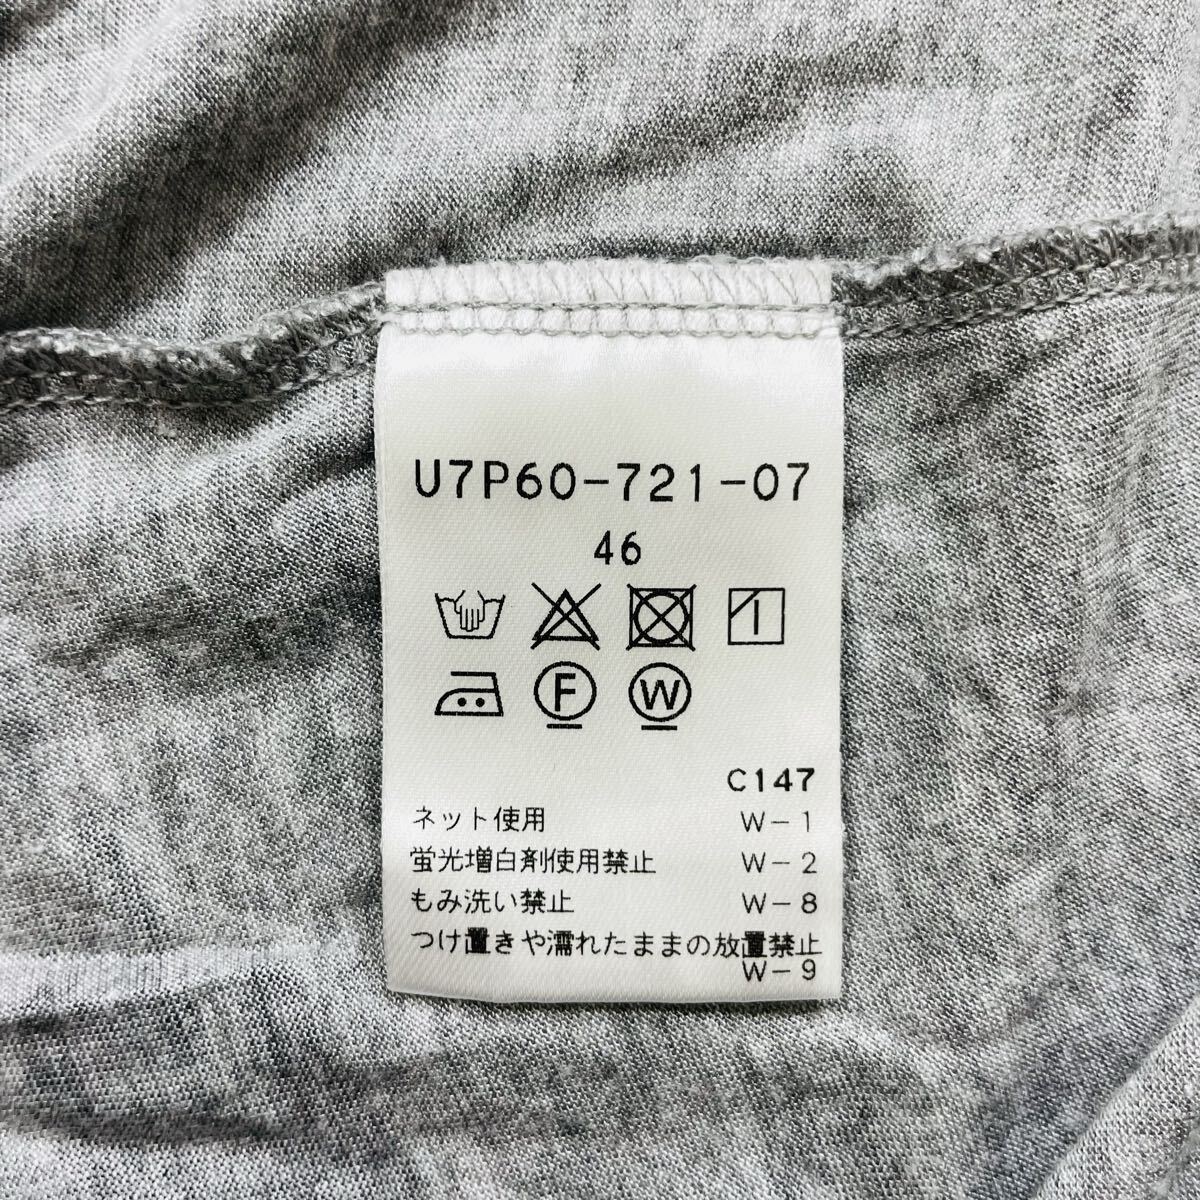 U7P60-721-07
46
F W
C147
ネット使用 W-1
蛍光増白剤使用禁止 W-2
もみ洗い禁止 W-8
つけ置きや濡れたままの放置禁止
W-9